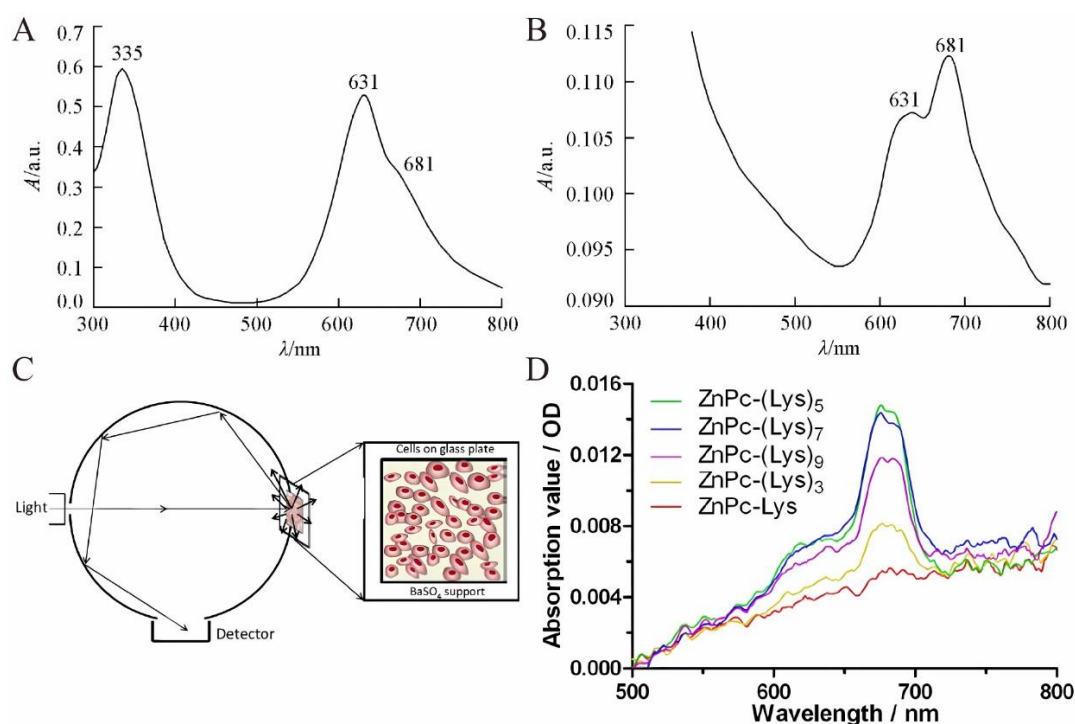 A
A/a.u.
0.7
0.6
0.5
0.4
0.3
0.2
0.1
0.0
335
631
681
300 400 500 600 700 800
λ/nm
B
A/a.u.
0.115
0.110
0.105
0.100
0.095
0.090
631
681
300 400 500 600 700 800
λ/nm
C
Light
Detector
Cells on glass plate
BaSO4 support
D
Absorption value / OD
0.016
0.012
0.008
0.004
0.000
ZnPc-(Lys)5
ZnPc-(Lys)7
ZnPc-(Lys)9
ZnPc-(Lys)3
ZnPc-Lys
500 600 700 800
Wavelength / nm